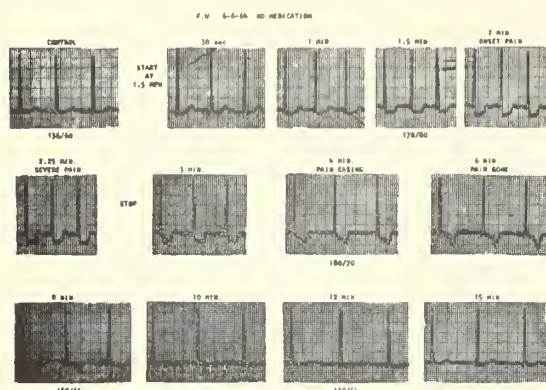 F.W 6-6-64 NO MEDICATION
CONTROL
START AT 1.5 MPH
30 sec
1 MIN
1.5 MIN
2 MIN
ONSET PAIN
136/60
170/80
2.25 MIN.
SEVERE PAIN
STOP
3 MIN.
4 MIN.
PAIN EASING
6 MIN
PAIN GONE
186/70
8 MIN
10 MIN.
12 MIN
15 MIN